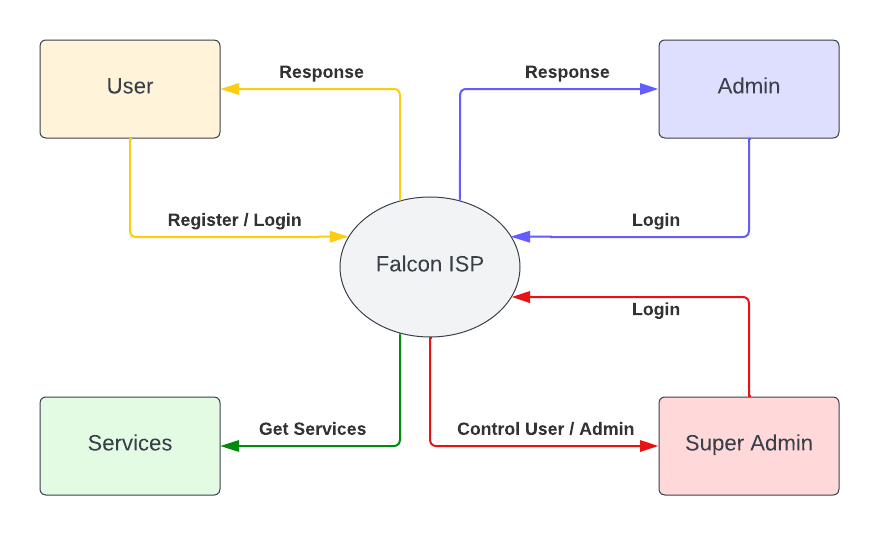 Response
Response
User
Admin
Register / Login
Login
Falcon ISP
Login
Get Services
Control User / Admin
Services
Super Admin